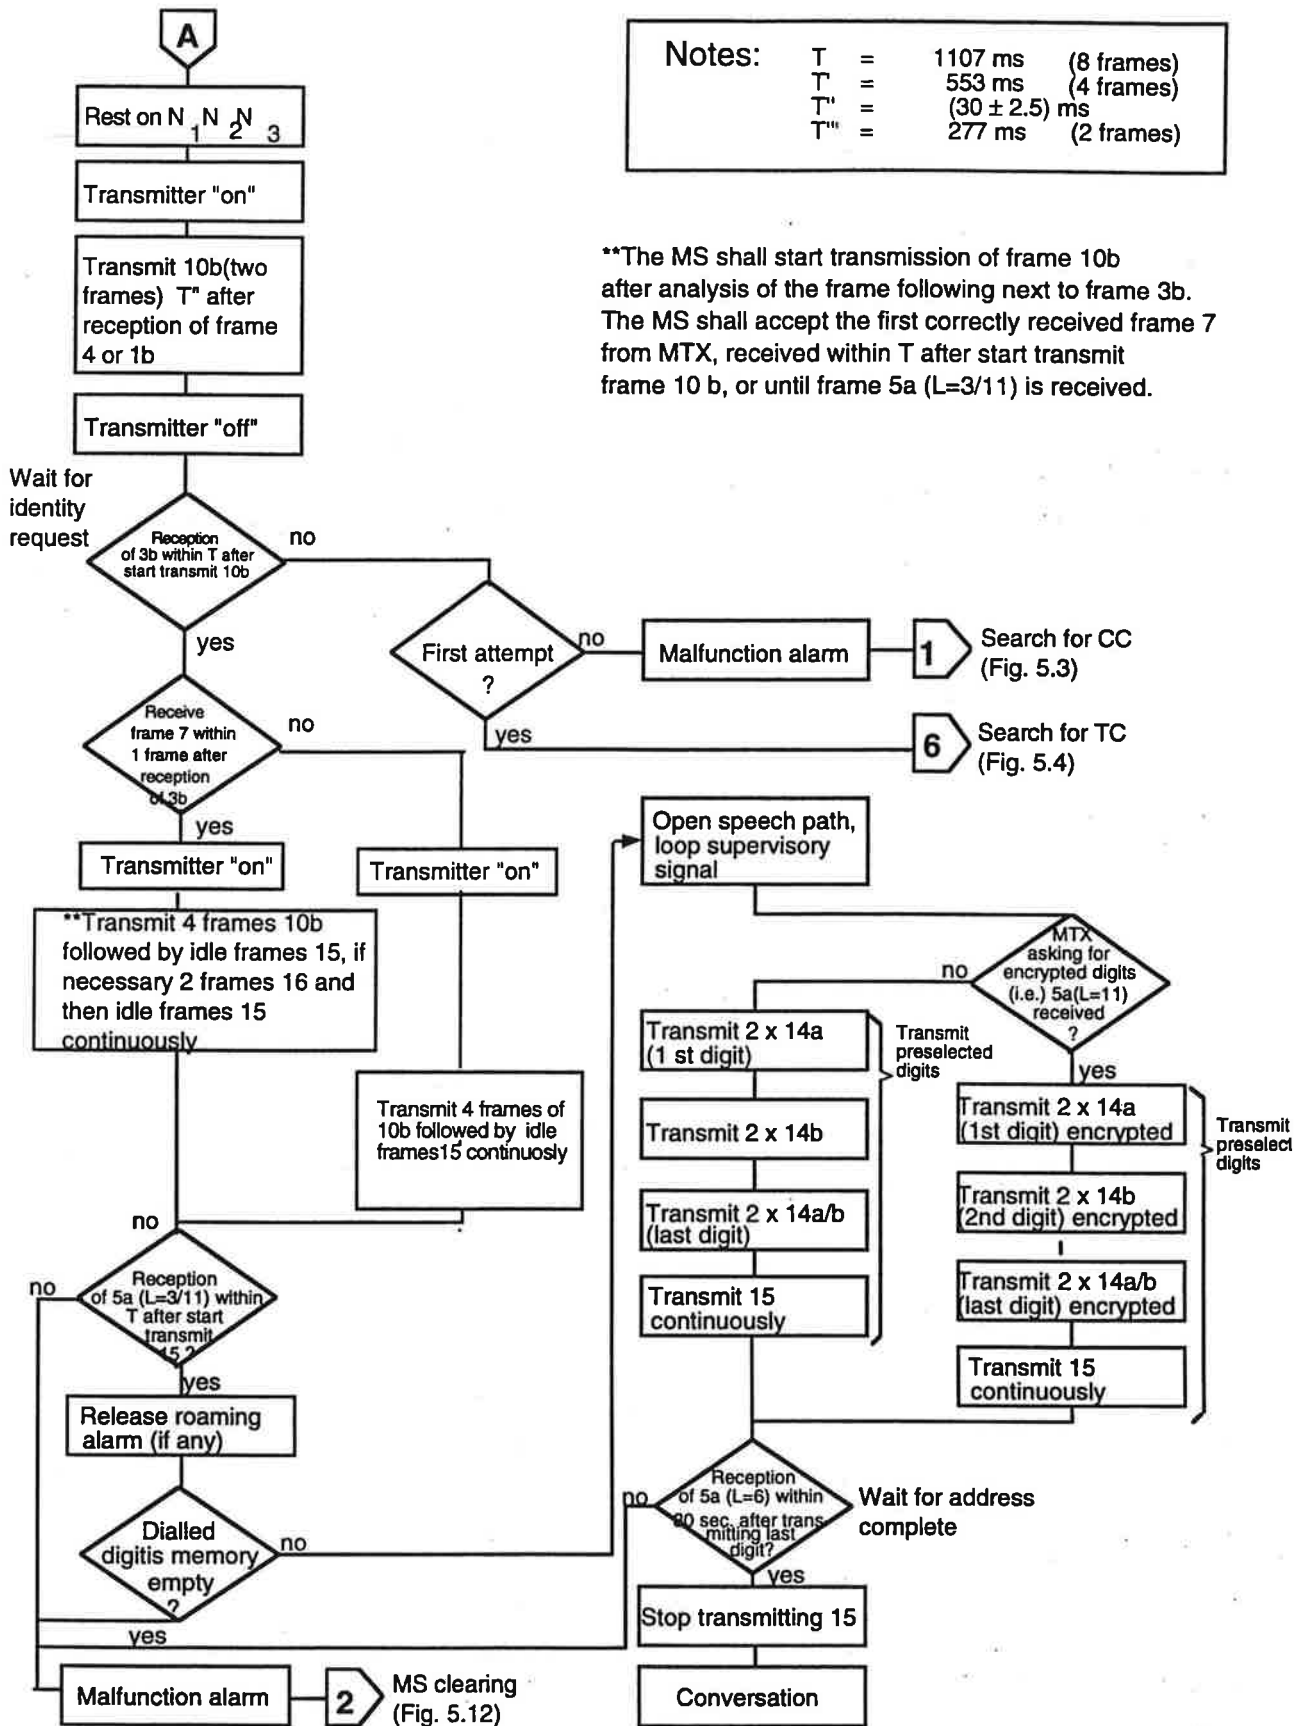 A
Rest on N 1 N 2 N 3
Transmitter "on"
Transmit 10b(two
frames) T" after
reception of frame
4 or 1b
Transmitter "off"
Notes:
T = 1107 ms (8 frames)
T' = 553 ms (4 frames)
T" = (30 ± 2.5) ms
T"' = 277 ms (2 frames)
**The MS shall start transmission of frame 10b
after analysis of the frame following next to frame 3b.
The MS shall accept the first correctly received frame 7
from MTX, received within T after start transmit
frame 10 b, or until frame 5a (L=3/11) is received.
Wait for
identity
request
Reception
of 3b within T after
start transmit 10b
no
yes
First attempt
?
no
Malfunction alarm
1
Search for CC
(Fig. 5.3)
yes
6
Search for TC
(Fig. 5.4)
Receive
frame 7 within
1 frame after
reception
of 3b
no
yes
Transmitter "on"
Transmitter "on"
**Transmit 4 frames 10b
followed by idle frames 15, if
necessary 2 frames 16 and
then idle frames 15
continuously
Transmit 4 frames of
10b followed by idle
frames15 continuosly
no
Reception
of 5a (L=3/11) within
T after start
transmit
15 ?
no
yes
Release roaming
alarm (if any)
Dialled
digitis memory
empty
?
no
yes
Malfunction alarm
2
MS clearing
(Fig. 5.12)
Open speech path,
loop supervisory
signal
MTX
asking for
encrypted digits
(i.e.) 5a(L=11)
received
?
no
yes
Transmit 2 x 14a
(1 st digit)
Transmit 2 x 14b
Transmit 2 x 14a/b
(last digit)
Transmit 15
continuously
Transmit
preselected
digits
Transmit 2 x 14a
(1st digit) encrypted
Transmit 2 x 14b
(2nd digit) encrypted
Transmit 2 x 14a/b
(last digit) encrypted
Transmit 15
continuously
Transmit
preselect
digits
Reception
of 5a (L=6) within
sec. after trans
mitting last
digit?
no
Wait for address
complete
yes
Stop transmitting 15
Conversation